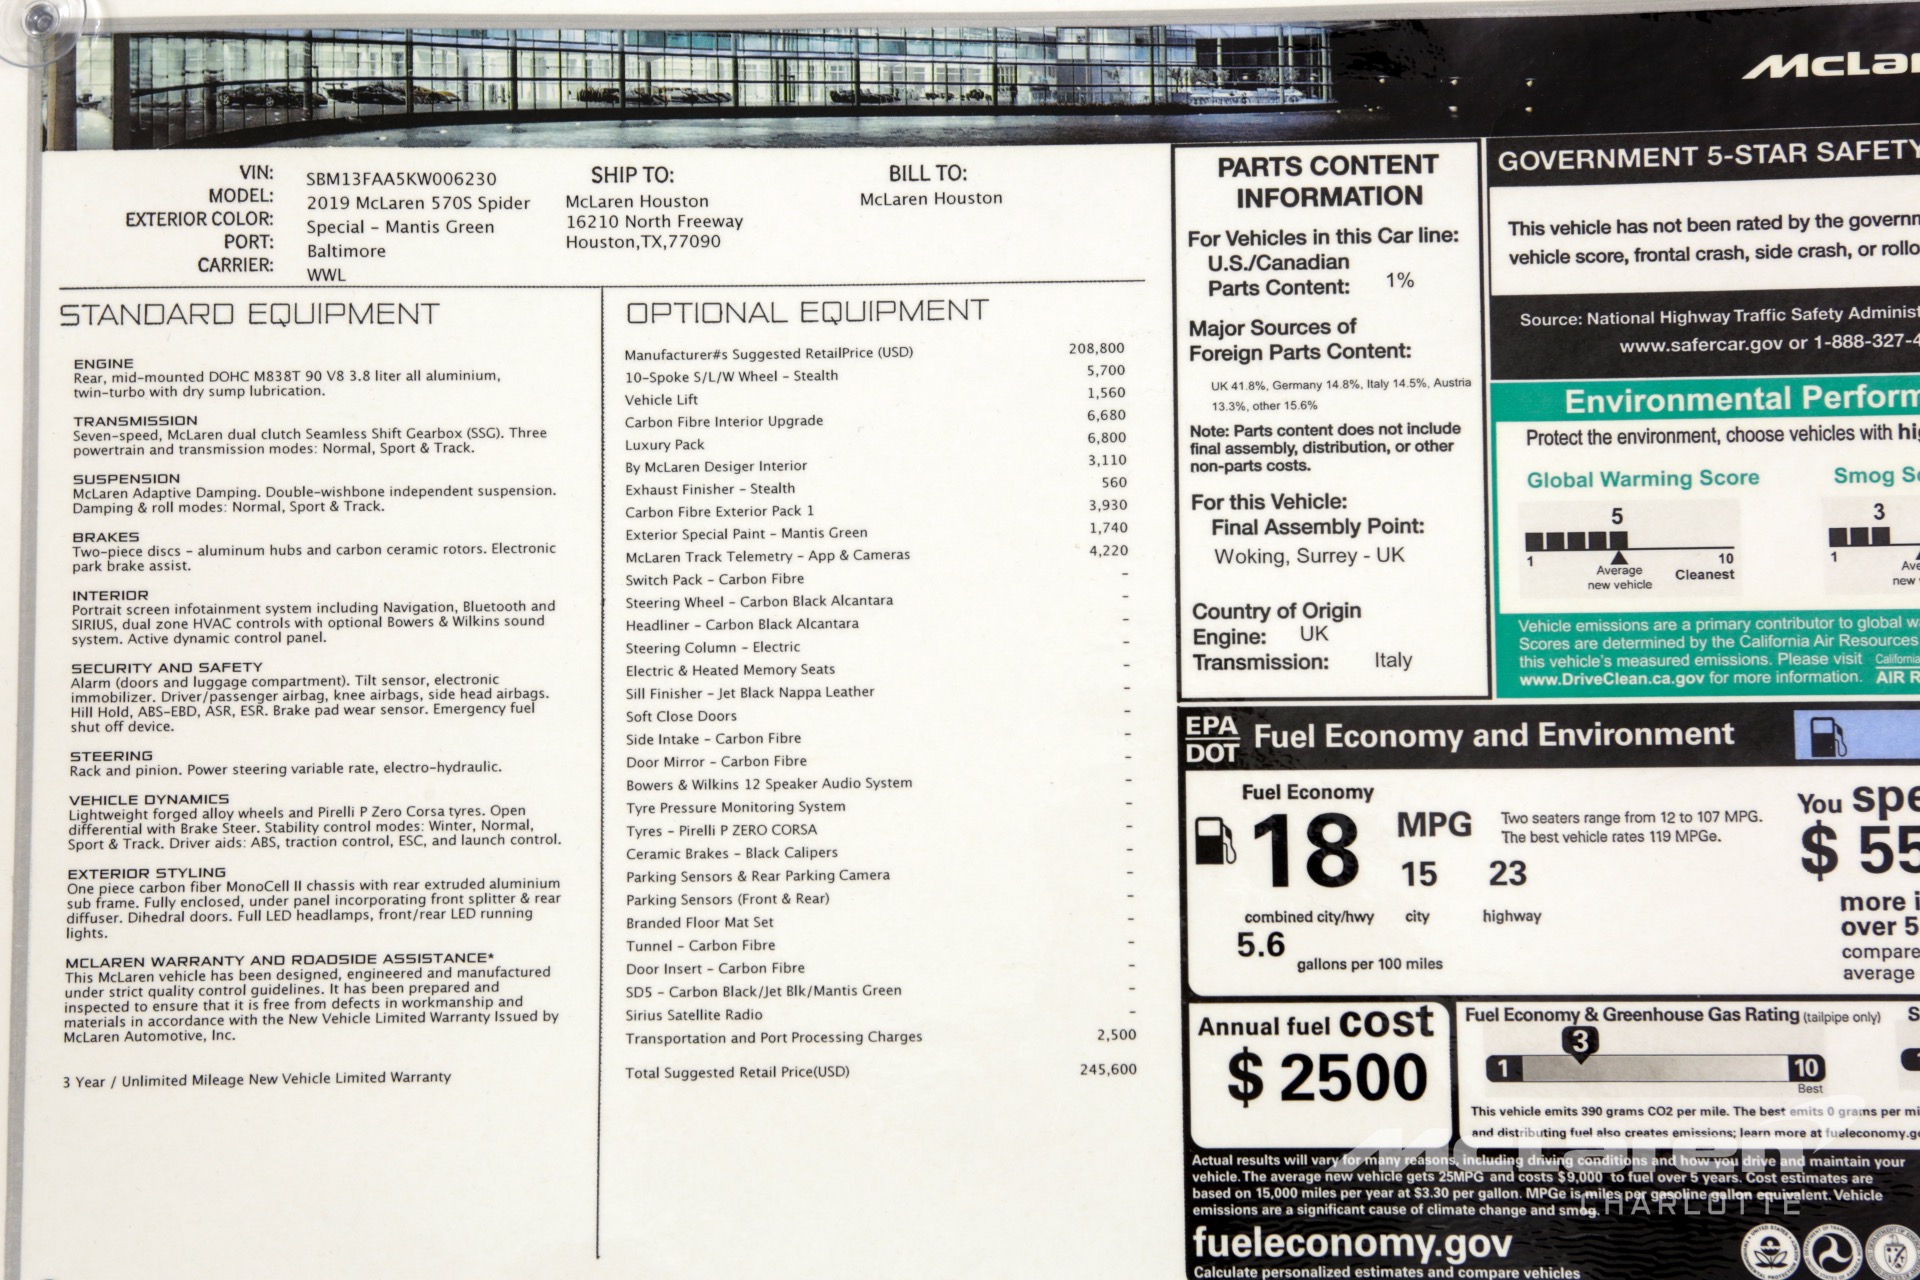 McLar
VIN: SBM13FAA5KW006230
MODEL: 2019 McLaren 570S Spider
EXTERIOR COLOR: Special - Mantis Green
PORT: Baltimore
CARRIER: WWL
SHIP TO:
McLaren Houston
16210 North Freeway
Houston,TX,77090
BILL TO:
McLaren Houston
STANDARD EQUIPMENT
ENGINE
Rear, mid-mounted DOHC M838T 90 V8 3.8 liter all aluminium,
twin-turbo with dry sump lubrication.
TRANSMISSION
Seven-speed, McLaren dual clutch Seamless Shift Gearbox (SSG). Three
powertrain and transmission modes: Normal, Sport & Track.
SUSPENSION
McLaren Adaptive Damping. Double-wishbone independent suspension.
Damping & roll modes: Normal, Sport & Track.
BRAKES
Two-piece discs - aluminum hubs and carbon ceramic rotors. Electronic
park brake assist.
INTERIOR
Portrait screen infotainment system including Navigation, Bluetooth and
SIRIUS, dual zone HVAC controls with optional Bowers & Wilkins sound
system. Active dynamic control panel.
SECURITY AND SAFETY
Alarm (doors and luggage compartment). Tilt sensor, electronic
immobilizer. Driver/passenger airbag, knee airbags, side head airbags.
Hill Hold, ABS-EBD, ASR, ESR. Brake pad wear sensor. Emergency fuel
shut off device.
STEERING
Rack and pinion. Power steering variable rate, electro-hydraulic.
VEHICLE DYNAMICS
Lightweight forged alloy wheels and Pirelli P Zero Corsa tyres. Open
differential with Brake Steer. Stability control modes: Winter, Normal,
Sport & Track. Driver aids: ABS, traction control, ESC, and launch control.
EXTERIOR STYLING
One piece carbon fiber MonoCell II chassis with rear extruded aluminium
sub frame. Fully enclosed, under panel incorporating front splitter & rear
diffuser. Dihedral doors. Full LED headlamps, front/rear LED running
lights.
MCLAREN WARRANTY AND ROADSIDE ASSISTANCE*
This McLaren vehicle has been designed, engineered and manufactured
under strict quality control guidelines. It has been prepared and
inspected to ensure that it is free from defects in workmanship and
materials in accordance with the New Vehicle Limited Warranty Issued by
McLaren Automotive, Inc.
3 Year / Unlimited Mileage New Vehicle Limited Warranty
OPTIONAL EQUIPMENT
Manufacturer#s Suggested RetailPrice (USD) 208,800
10-Spoke S/L/W Wheel - Stealth 5,700
Vehicle Lift 1,560
Carbon Fibre Interior Upgrade 6,680
Luxury Pack 6,800
By McLaren Desiger Interior 3,110
Exhaust Finisher - Stealth 560
Carbon Fibre Exterior Pack 1 3,930
Exterior Special Paint - Mantis Green 1,740
McLaren Track Telemetry - App & Cameras 4,220
Switch Pack - Carbon Fibre -
Steering Wheel - Carbon Black Alcantara -
Headliner - Carbon Black Alcantara -
Steering Column - Electric -
Electric & Heated Memory Seats -
Sill Finisher - Jet Black Nappa Leather -
Soft Close Doors -
Side Intake - Carbon Fibre -
Door Mirror - Carbon Fibre -
Bowers & Wilkins 12 Speaker Audio System -
Tyre Pressure Monitoring System -
Tyres - Pirelli P ZERO CORSA -
Ceramic Brakes - Black Calipers -
Parking Sensors & Rear Parking Camera -
Parking Sensors (Front & Rear) -
Branded Floor Mat Set -
Tunnel - Carbon Fibre -
Door Insert - Carbon Fibre -
SD5 - Carbon Black/Jet Blk/Mantis Green -
Sirius Satellite Radio -
Transportation and Port Processing Charges 2,500
Total Suggested Retail Price(USD) 245,600
PARTS CONTENT
INFORMATION
For Vehicles in this Car line:
U.S./Canadian
Parts Content: 1%
Major Sources of
Foreign Parts Content:
UK 41.8%, Germany 14.8%, Italy 14.5%, Austria
13.3%, other 15.6%
Note: Parts content does not include
final assembly, distribution, or other
non-parts costs.
For this Vehicle:
Final Assembly Point:
Woking, Surrey - UK
Country of Origin
Engine: UK
Transmission: Italy
GOVERNMENT 5-STAR SAFETY
This vehicle has not been rated by the governm
vehicle score, frontal crash, side crash, or rollo
Source: National Highway Traffic Safety Administ
www.safercar.gov or 1-888-327-4
Environmental Perform
Protect the environment, choose vehicles with hig
Global Warming Score
5
1 10
Average
new vehicle
Cleanest
Smog Sc
3
1
Ave
new
Vehicle emissions are a primary contributor to global wa
Scores are determined by the California Air Resources
this vehicle's measured emissions. Please visit
www.DriveClean.ca.gov for more information.
California
AIR R
EPA
DOT
Fuel Economy and Environment
Fuel Economy
18 MPG
Two seaters range from 12 to 107 MPG.
The best vehicle rates 119 MPGe.
15 23
combined city/hwy city highway
5.6 gallons per 100 miles
You spe
$ 55
more i
over 5
compare
average
Annual fuel cost
$ 2500
Fuel Economy & Greenhouse Gas Rating (tailpipe only)
S
3
1 10
Best
1
This vehicle emits 390 grams CO2 per mile. The best emits 0 grams per mi
and distributing fuel also creates emissions; learn more at fueleconomy.go
Actual results will vary for many reasons, including driving conditions and how you drive and maintain your
vehicle. The average new vehicle gets 25MPG and costs $9,000 to fuel over 5 years. Cost estimates are
based on 15,000 miles per year at $3.30 per gallon. MPGe is miles per gasoline gallon equivalent. Vehicle
emissions are a significant cause of climate change and smog.
McLaren
CHARLOTTE
fueleconomy.gov
Calculate personalized estimates and compare vehicles